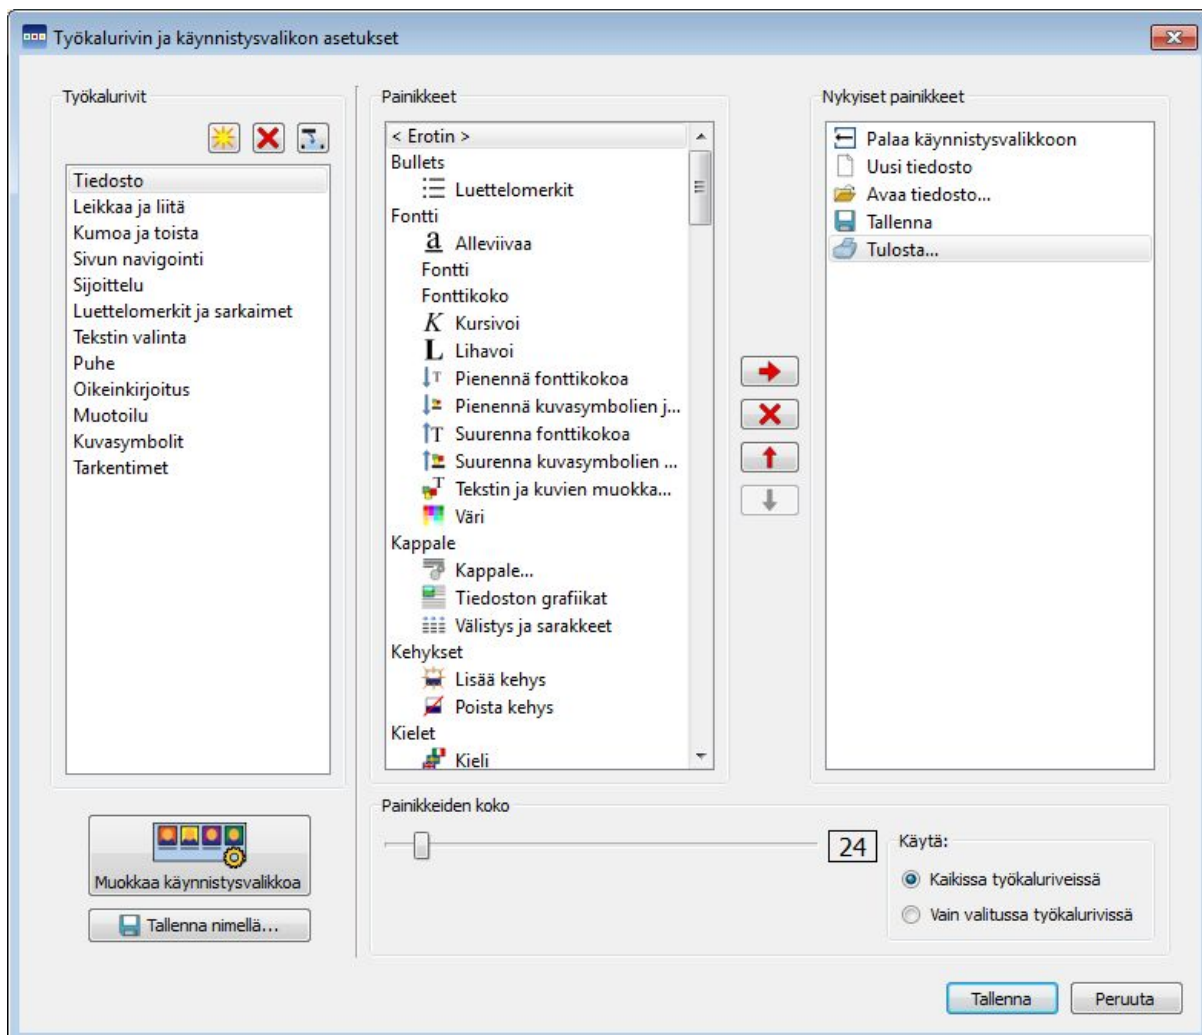 Työkalurivin ja käynnistysvalikon asetukset
Työkalurivit
Tiedosto
Leikkaa ja liitä
Kumoa ja toista
Sivun navigointi
Sijoittelu
Luettelomerkit ja sarkaimet
Tekstin valinta
Puhe
Oikeinkirjoitus
Muotoilu
Kuvasymbolit
Tarkentimet
Muokkaa käynnistysvalikkoa
Tallenna nimellä...
Painikkeet
< Erotin >
Bullets
Luettelomerkit
Fontti
a Alleviivaa
Fontti
Fonttikoko
K Kursivoi
L Lihavoi
T Pienennä fonttikokoa
Pienennä kuvasymbolien j...
T Suurenna fonttikokoa
Suurenna kuvasymbolien ...
T Tekstin ja kuvien muokka...
Väri
Kappale
Kappale...
Tiedoston grafiikat
Välistys ja sarakkeet
Kehykset
Lisää kehys
Poista kehys
Kielet
Kieli
Nykyiset painikkeet
Palaa käynnistysvalikkoon
Uusi tiedosto
Avaa tiedosto...
Tallenna
Tulosta...
Painikkeiden koko
24
Käytä:
Kaikissa työkaluriveissä
Vain valitussa työkalurivissä
Tallenna
Peruuta